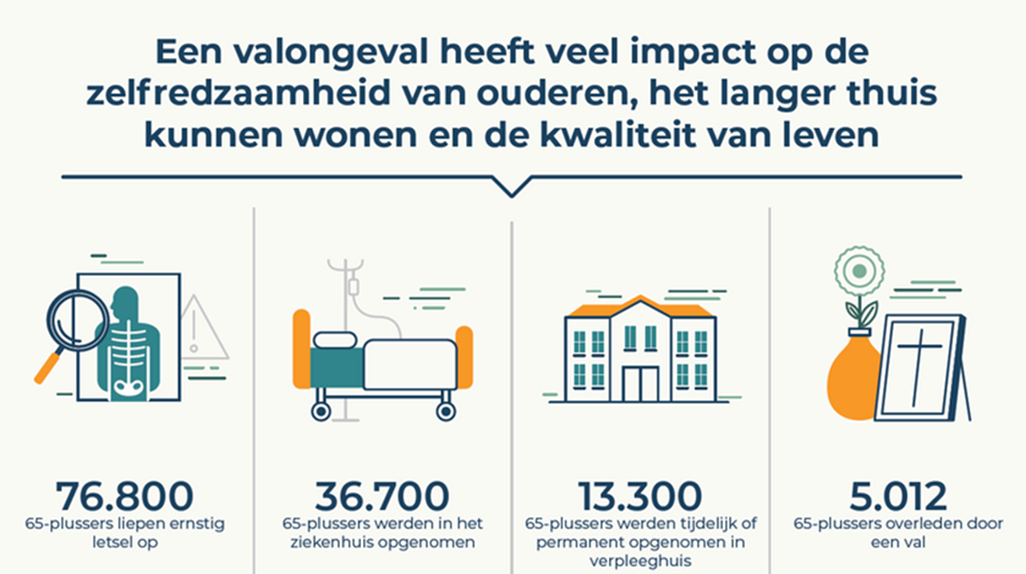 Een valongeval heeft veel impact op de
zelfredzaamheid van ouderen, het langer thuis
kunnen wonen en de kwaliteit van leven
76.800
65-plussers liepen ernstig
letsel op
36.700
65-plussers werden in het
ziekenhuis opgenomen
13.300
65-plussers werden tijdelijk of
permanent opgenomen in
verpleeghuis
5.012
65-plussers overleden door
een val